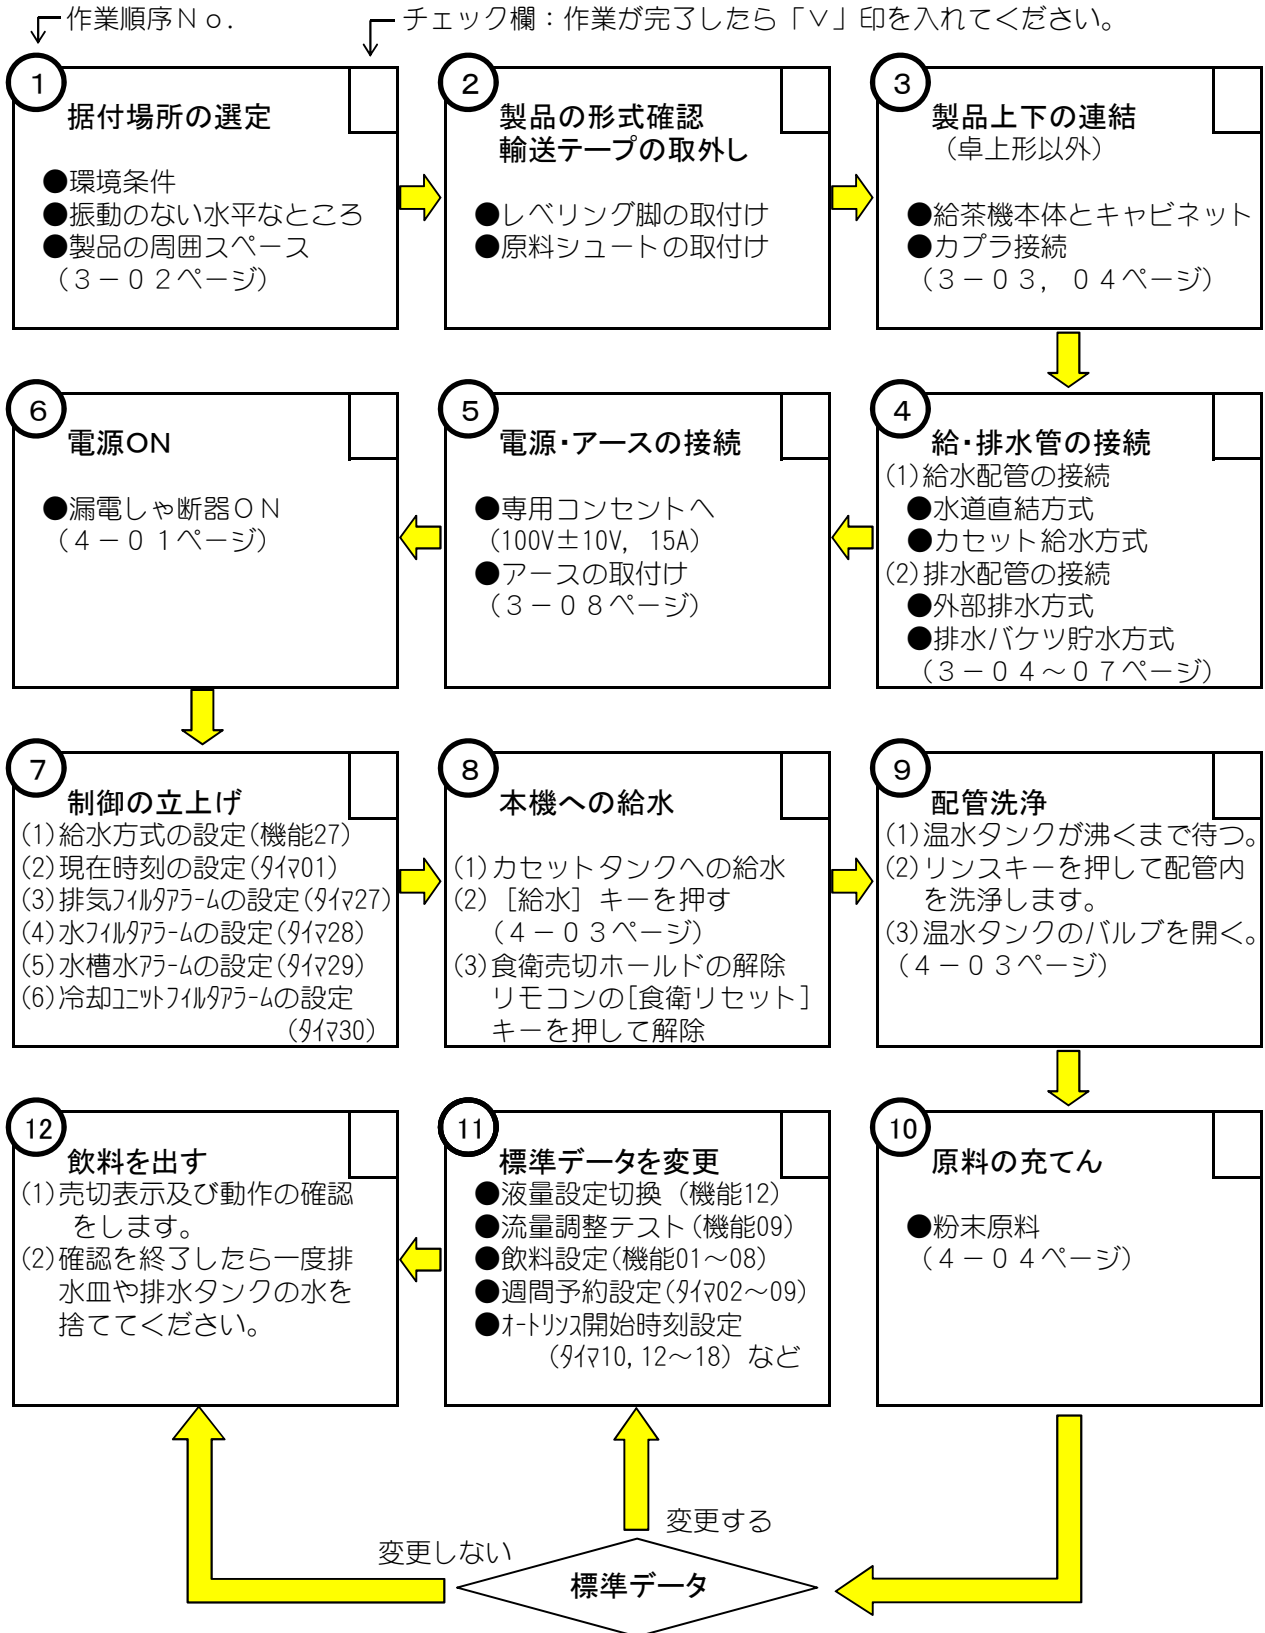 作業順序Ｎｏ．
チェック欄：作業が完了したら「∨」印を入れてください。
1
据付場所の選定
●環境条件
●振動のない水平なところ
●製品の周囲スペース
（３－０２ページ）
2
製品の形式確認
輸送テープの取外し
●レベリング脚の取付け
●原料シュートの取付け
3
製品上下の連結
（卓上形以外）
●給茶機本体とキャビネット
●カプラ接続
（３－０３，０４ページ）
6
電源ON
●漏電しゃ断器ＯＮ
（４－０１ページ）
5
電源・アースの接続
●専用コンセントへ
(100V±10V，15A)
●アースの取付け
（３－０８ページ）
4
給・排水管の接続
(1)給水配管の接続
●水道直結方式
●カセット給水方式
(2)排水配管の接続
●外部排水方式
●排水バケツ貯水方式
（３－０４～０７ページ）
7
制御の立上げ
(1)給水方式の設定(機能27)
(2)現在時刻の設定(ﾀｲﾏ01)
(3)排気ﾌｨﾙﾀｱﾗｰﾑの設定(ﾀｲﾏ27)
(4)水ﾌｨﾙﾀｱﾗｰﾑの設定(ﾀｲﾏ28)
(5)水槽水ｱﾗｰﾑの設定(ﾀｲﾏ29)
(6)冷却ﾕﾆｯﾄﾌｨﾙﾀｱﾗｰﾑの設定
(ﾀｲﾏ30)
8
本機への給水
(1)カセットタンクへの給水
(2)［給水］キーを押す
（４－０３ページ）
(3)食衛売切ホールドの解除
リモコンの[食衛リセット]
キーを押して解除
9
配管洗浄
(1)温水タンクが沸くまで待つ。
(2)リンスキーを押して配管内
を洗浄します。
(3)温水タンクのバルブを開く。
（４－０３ページ）
12
飲料を出す
(1)売切表示及び動作の確認
をします。
(2)確認を終了したら一度排
水皿や排水タンクの水を
捨ててください。
11
標準データを変更
●液量設定切換（機能12）
●流量調整テスト(機能09)
●飲料設定(機能01～08)
●週間予約設定(ﾀｲﾏ02～09)
●ｵｰﾄﾘﾝｽ開始時刻設定
（ﾀｲﾏ10,12～18）など
10
原料の充てん
●粉末原料
（４－０４ページ）
変更する
変更しない
標準データ